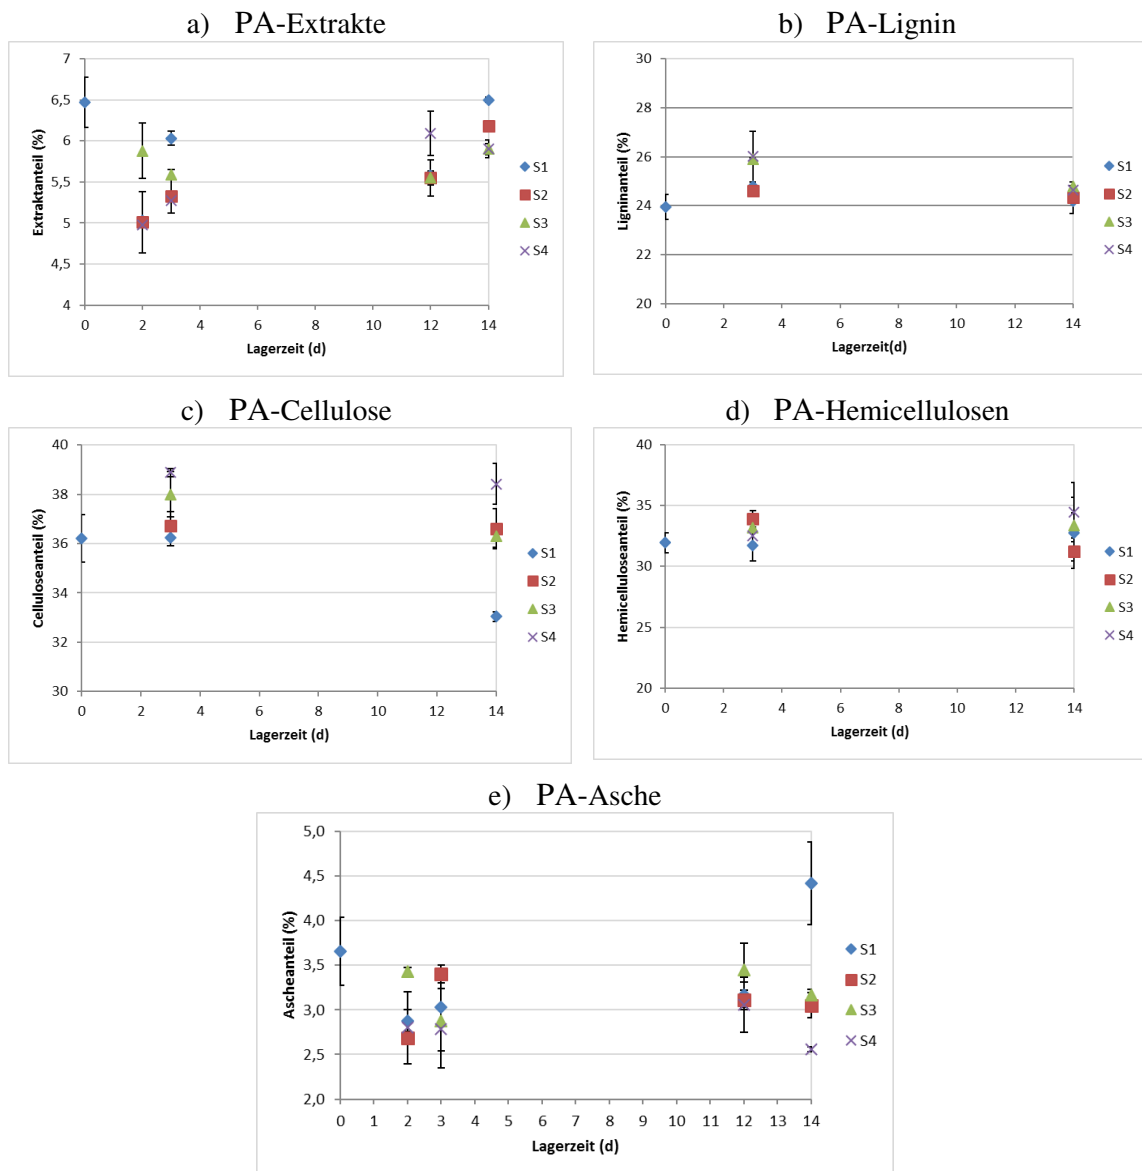 a) PA-Extrakte
b) PA-Lignin
7
6,5
6
5,5
5
4,5
4
Extraktanteil (%)
0 2 4 6 8 10 12 14
Lagerzeit (d)
S1
S2
S3
S4
30
28
26
24
22
20
Ligninanteil (%)
0 2 4 6 8 10 12 14
Lagerzeit(d)
S1
S2
S3
S4
c) PA-Cellulose
d) PA-Hemicellulosen
40
38
36
34
32
30
Celluloseanteil (%)
0 2 4 6 8 10 12 14
Lagerzeit (d)
S1
S2
S3
S4
40
35
30
25
20
Hemicelluloseanteil (%)
0 2 4 6 8 10 12 14
Lagerzeit (d)
S1
S2
S3
S4
e) PA-Asche
5,0
4,5
4,0
3,5
3,0
2,5
2,0
Ascheanteil (%)
0 1 2 3 4 5 6 7 8 9 10 11 12 13 14
Lagerzeit (d)
S1
S2
S3
S4